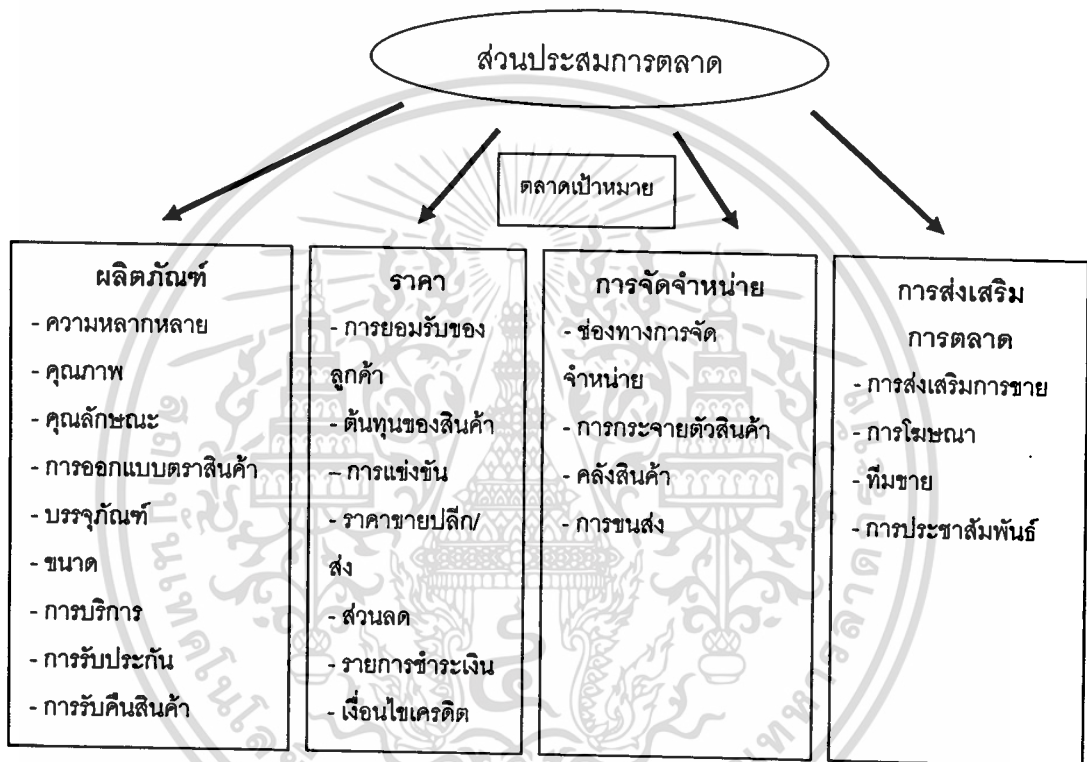 ส่วนประสมการตลาด
ตลาดเป้าหมาย
ผลิตภัณฑ์
- ความหลากหลาย
- คุณภาพ
- คุณลักษณะ
- การออกแบบตราสินค้า
- บรรจุภัณฑ์
- ขนาด
- การบริการ
- การรับประกัน
- การรับคืนสินค้า
ราคา
- การยอมรับของ
ลูกค้า
- ต้นทุนของสินค้า
– การแข่งขัน
- ราคาขายปลีก/
ส่ง
- ส่วนลด
- รายการชำระเงิน
- เงื่อนไขเครดิต
การจัดจำหน่าย
- ช่องทางการจัด
จำหน่าย
- การกระจายตัวสินค้า
- คลังสินค้า
- การขนส่ง
การส่งเสริม
การตลาด
- การส่งเสริมการขาย
- การโฆษณา
- ทีมขาย
- การประชาสัมพันธ์